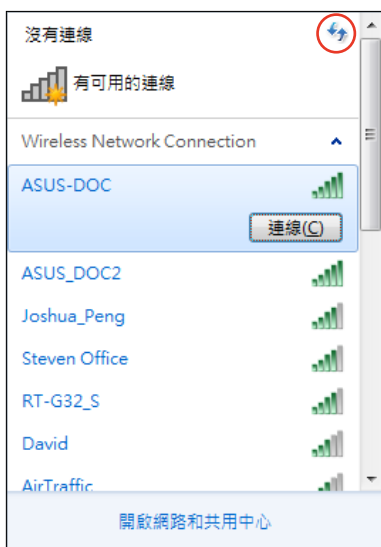 沒有連線
有可用的連線
Wireless Network Connection
ASUS-DOC
連線(C)
ASUS_DOC2
Joshua_Peng
Steven Office
RT-G32_S
David
AirTraffic
開啟網路和共用中心